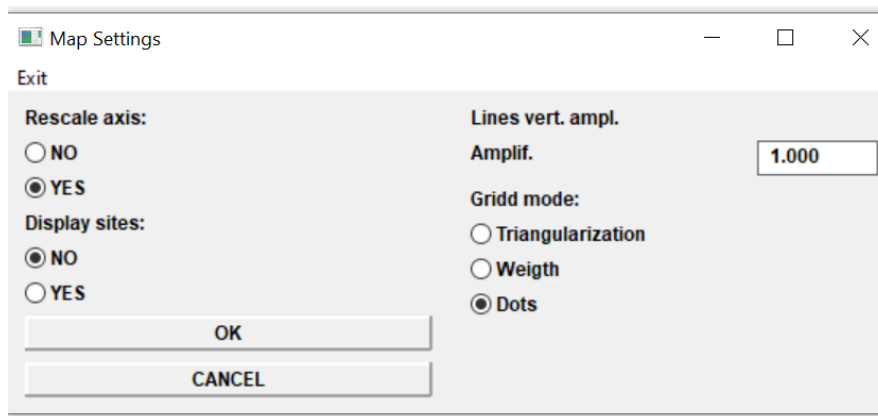 Map Settings
Exit
Rescale axis:
NO
YES
Display sites:
NO
YES
OK
CANCEL
Lines vert. ampl.
Amplif. 1.000
Gridd mode:
Triangularization
Weigth
Dots